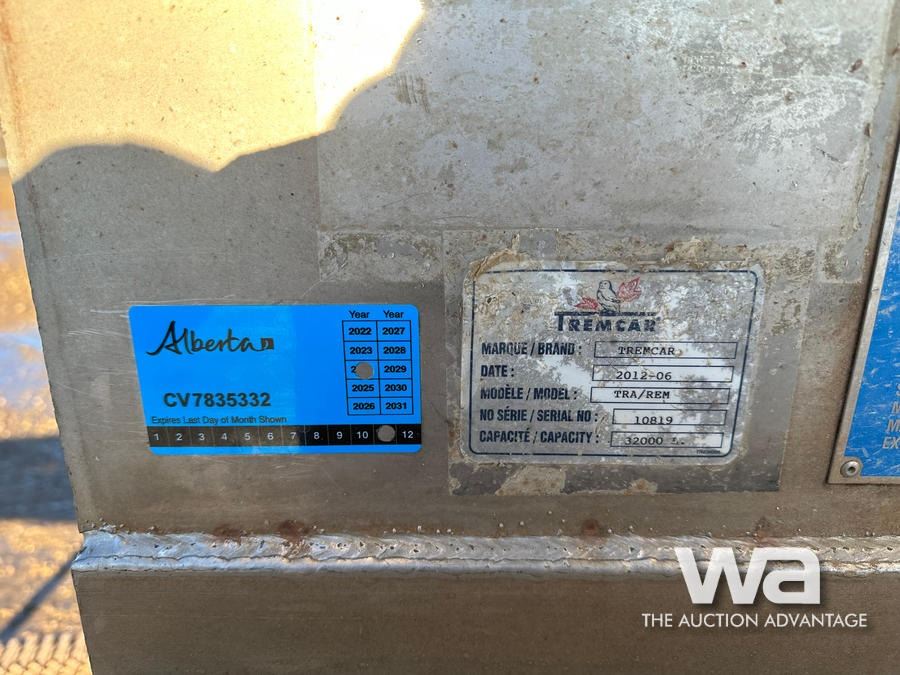 Alberta
Year Year
2022 2027
2023 2028
2029
2025 2030
2026 2031
CV7835332
Expires Last Day of Month Shown
1 2 3 4 5 6 7 8 9 10 12
TREMCAR
MARQUE / BRAND : TREMCAR
DATE : 2012-06
MODÈLE / MODEL : TRA/REM
NO SÉRIE / SERIAL NO : 10819
CAPACITÉ / CAPACITY : 32000 L.
wa
THE AUCTION ADVANTAGE